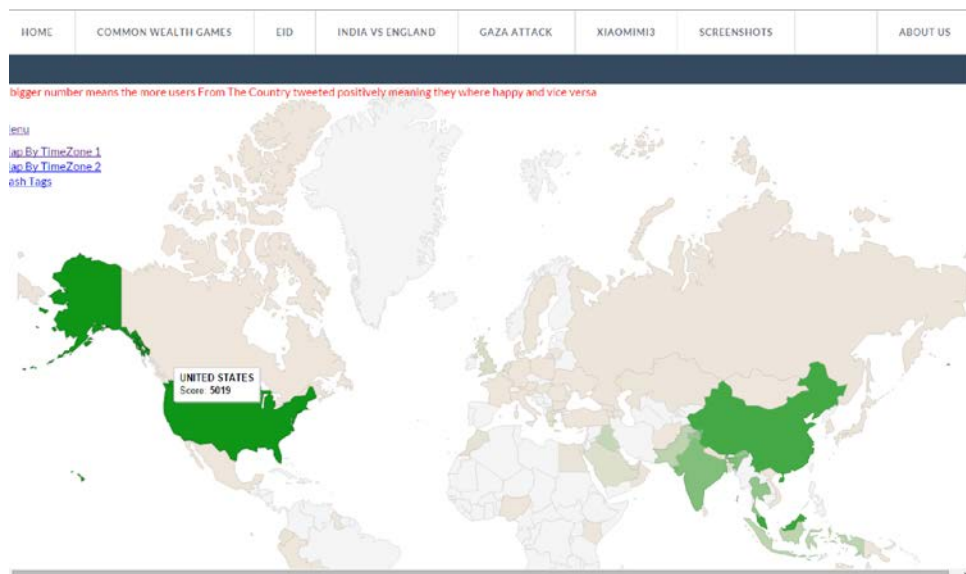 HOME COMMON WEALTH GAMES EID INDIA VS ENGLAND GAZA ATTACK XIAOMIMI3 SCREENSHOTS ABOUT US
bigger number means the more users From The Country tweeted positively meaning they where happy and vice versa
lenu
lap By TimeZone 1
lap By TimeZone 2
ash Tags
UNITED STATES
Score: 5019